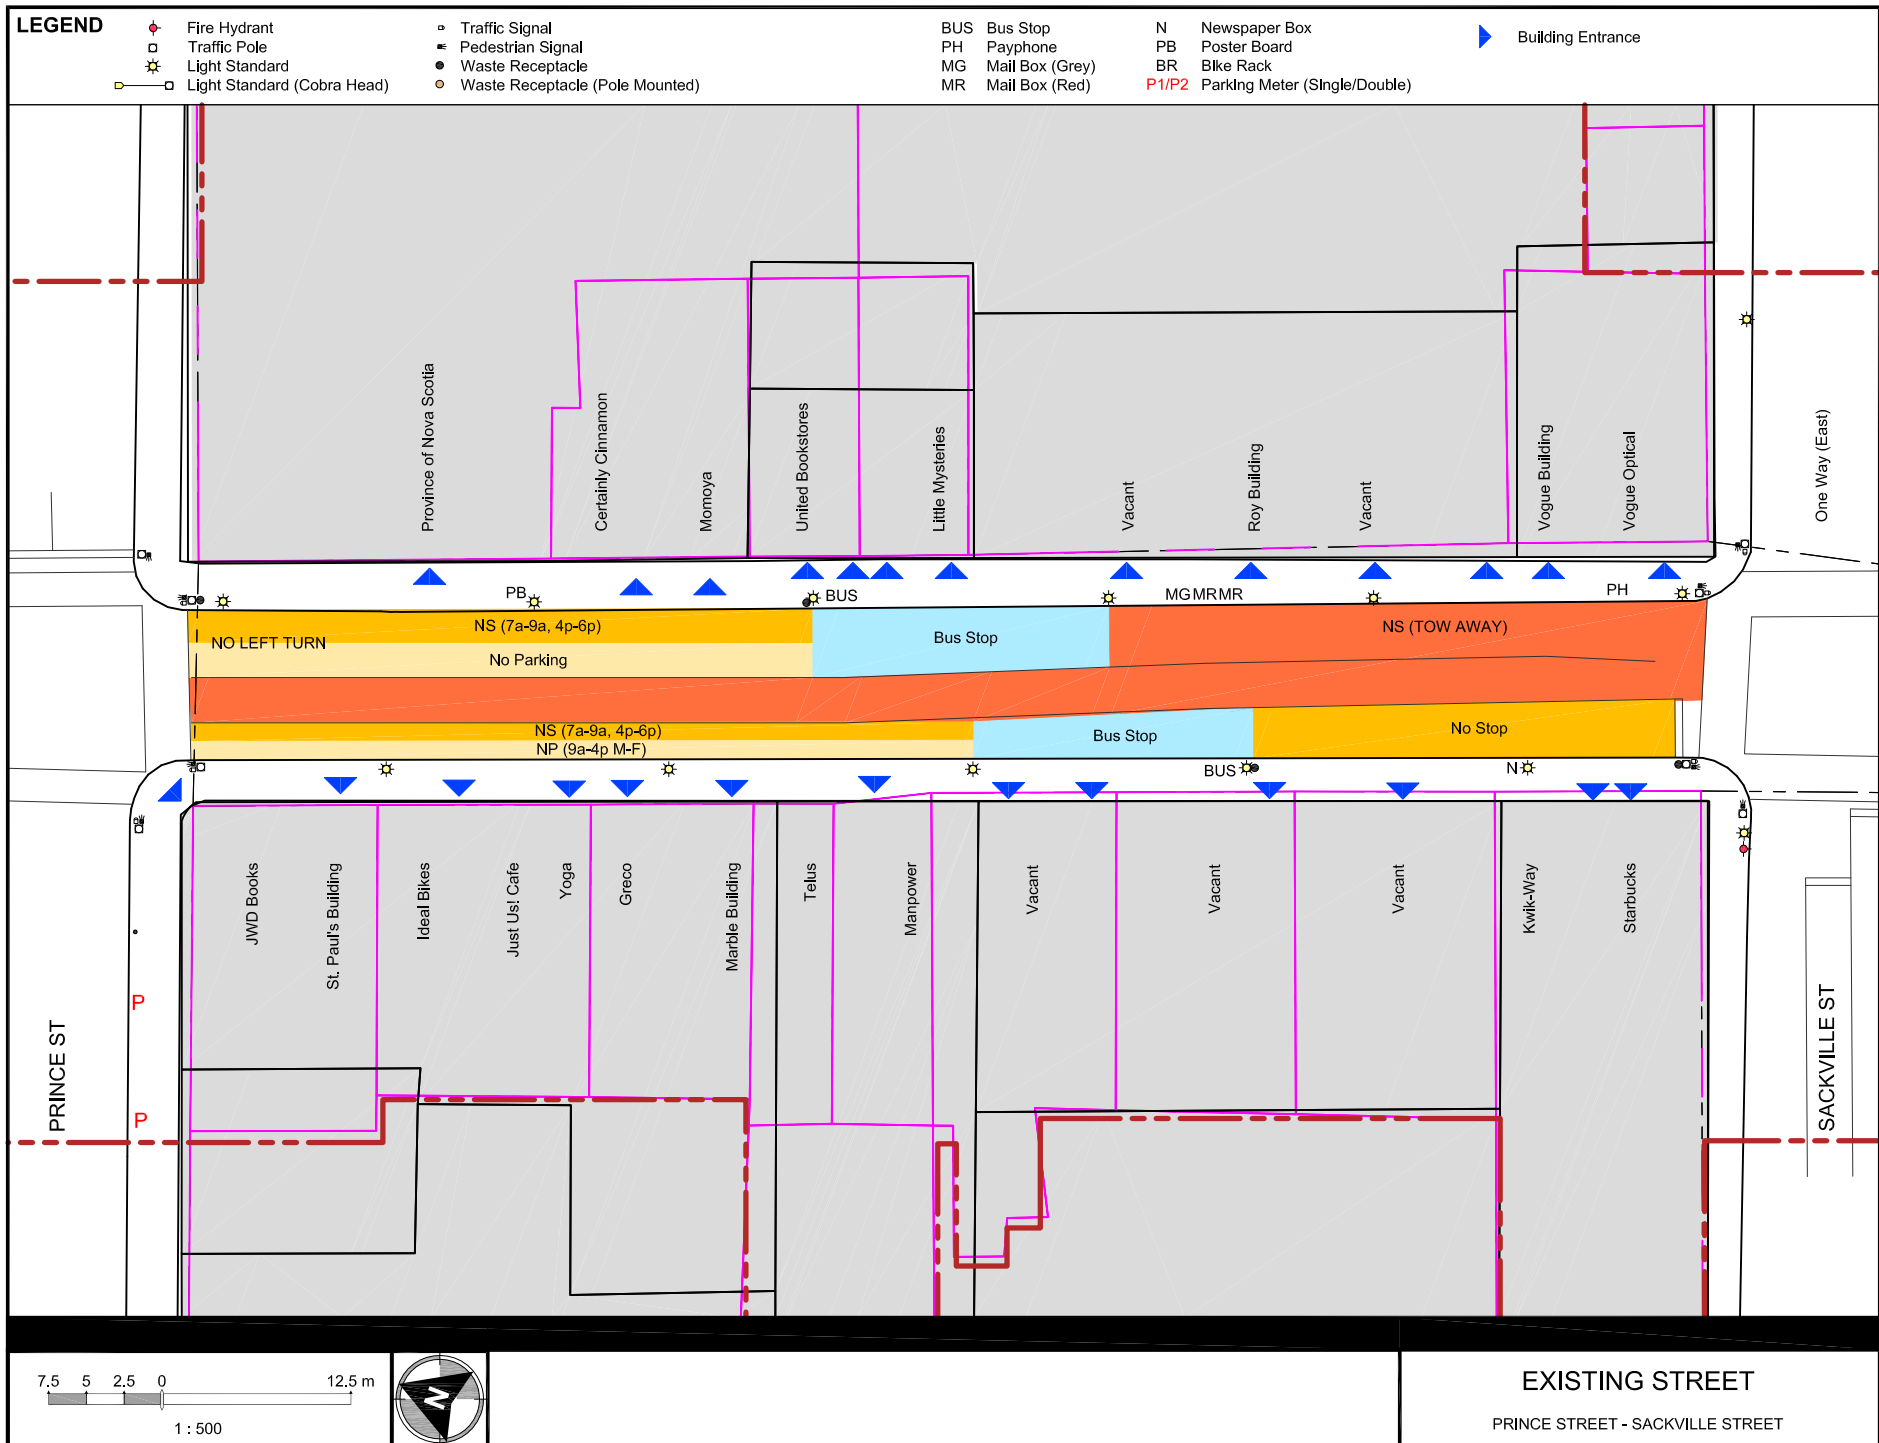 LEGEND
Fire Hydrant
Traffic Pole
Light Standard
Light Standard (Cobra Head)
Traffic Signal
Pedestrian Signal
Waste Receptacle
Waste Receptacle (Pole Mounted)
BUS Bus Stop
PH Payphone
MG Mail Box (Grey)
MR Mail Box (Red)
N Newspaper Box
PB Poster Board
BR Bike Rack
P1/P2 Parking Meter (Single/Double)
Building Entrance
Province of Nova Scotia
Certainly Cinnamon
Momoya
United Bookstores
Little Mysteries
Vacant
Roy Building
Vacant
Vogue Building
Vogue Optical
One Way (East)
PB
BUS
MG MR MR
PH
NO LEFT TURN
NS (7a-9a, 4p-6p)
No Parking
Bus Stop
NS (TOW AWAY)
NS (7a-9a, 4p-6p)
NP (9a-4p M-F)
Bus Stop
No Stop
BUS
N
JWD Books
St. Paul's Building
Ideal Bikes
Just Us! Cafe
Yoga
Greco
Marble Building
Telus
Manpower
Vacant
Vacant
Vacant
Kwik-Way
Starbucks
P
P
PRINCE ST
SACKVILLE ST
7.5 5 2.5 0 12.5 m
1 : 500
N
EXISTING STREET
PRINCE STREET - SACKVILLE STREET